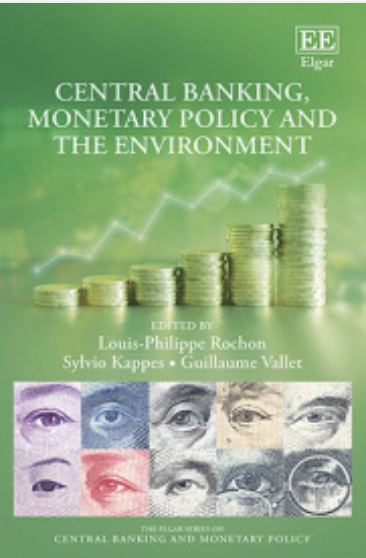 EE
Elgar
CENTRAL BANKING,
MONETARY POLICY AND
THE ENVIRONMENT
EDITED BY
Louis-Philippe Rochon
Sylvio Kappes • Guillaume Vallet
THE ELGAR SERIES ON
CENTRAL BANKING AND MONETARY POLICY